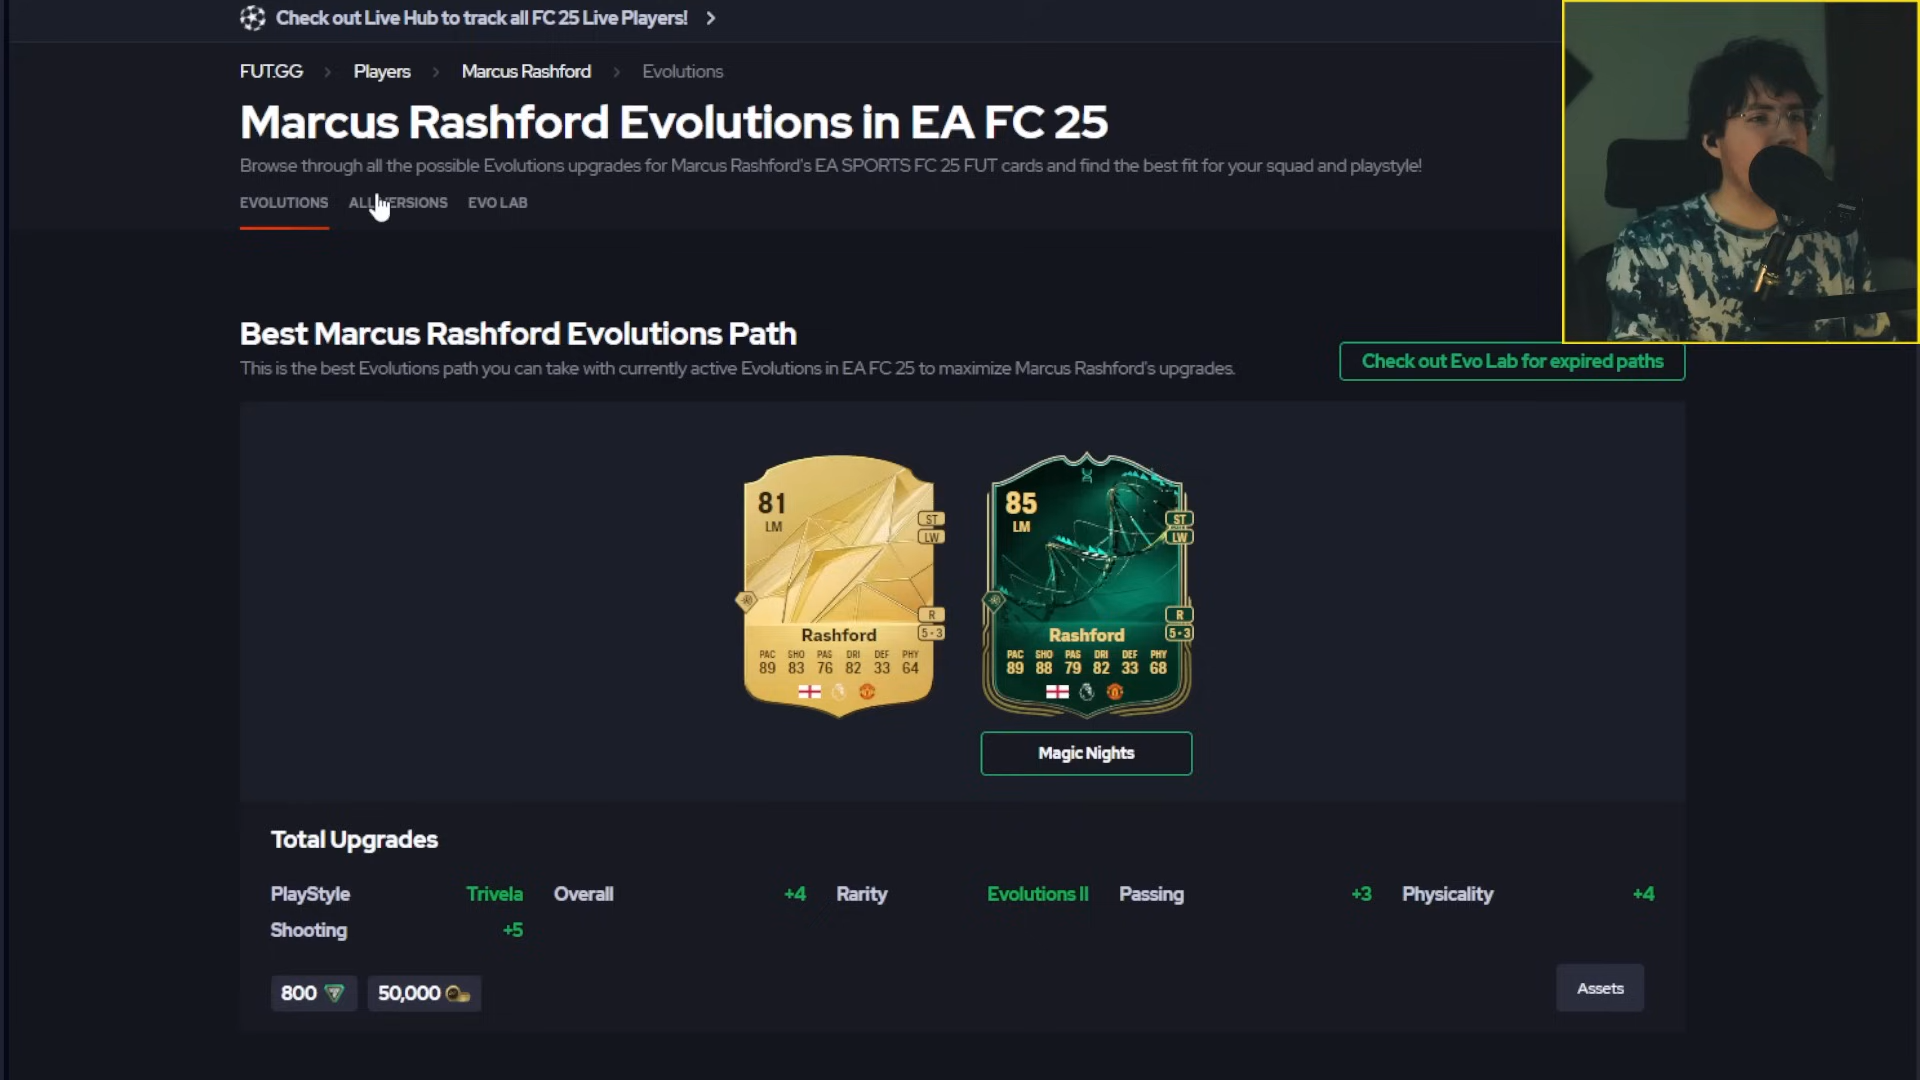 Check out Live Hub to track all FC 25 Live Players!
FUT.GG > Players > Marcus Rashford > Evolutions
Marcus Rashford Evolutions in EA FC 25
Browse through all the possible Evolutions upgrades for Marcus Rashford's EA SPORTS FC 25 FUT cards and find the best fit for your squad and playstyle!
EVOLUTIONS ALL VERSIONS EVO LAB
Best Marcus Rashford Evolutions Path
This is the best Evolutions path you can take with currently active Evolutions in EA FC 25 to maximize Marcus Rashford's upgrades.
Check out Evo Lab for expired paths
81
LM
ST
LW
R
5•3
Rashford
PAC SHO PAS DRI DEF PHY
89 83 76 82 33 64
85
LM
ST
LW
R
5•3
Rashford
PAC SHO PAS DRI DEF PHY
89 88 79 82 33 68
Magic Nights
Total Upgrades
PlayStyle Trivela Overall +4 Rarity Evolutions II Passing +3 Physicality +4
Shooting +5
800 50,000
Assets